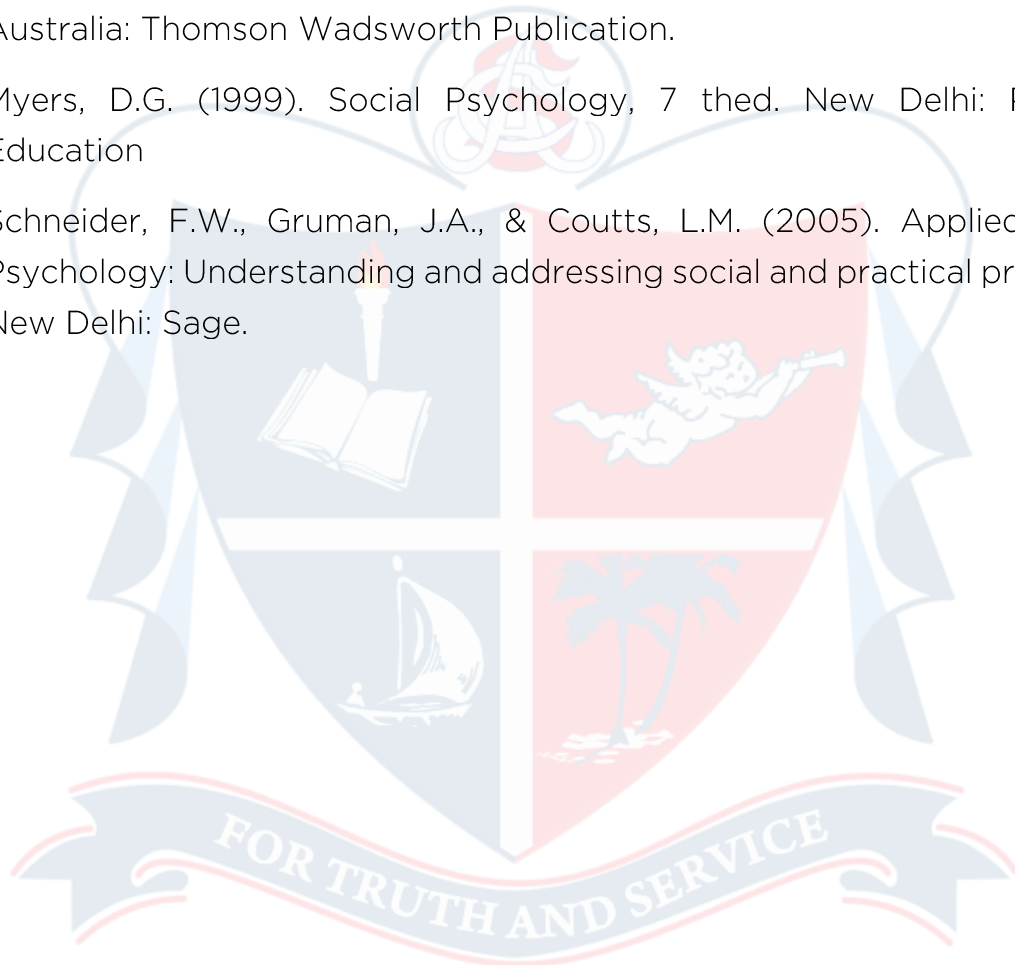 Australia: Thomson Wadsworth Publication.
Myers, D.G. (1999). Social Psychology, 7 thed. New Delhi:
Education
Schneider, F.W., Gruman, J.A., & Coutts, L.M. (2005). Applied
Psychology: Understanding and addressing social and practical pr
New Delhi: Sage.
FOR TRUTH AND SERVICE